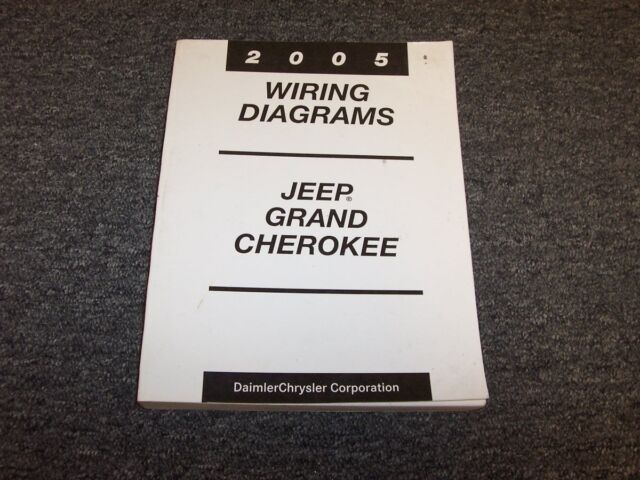 2005
WIRING
DIAGRAMS
JEEP®
GRAND
CHEROKEE
DaimlerChrysler Corporation